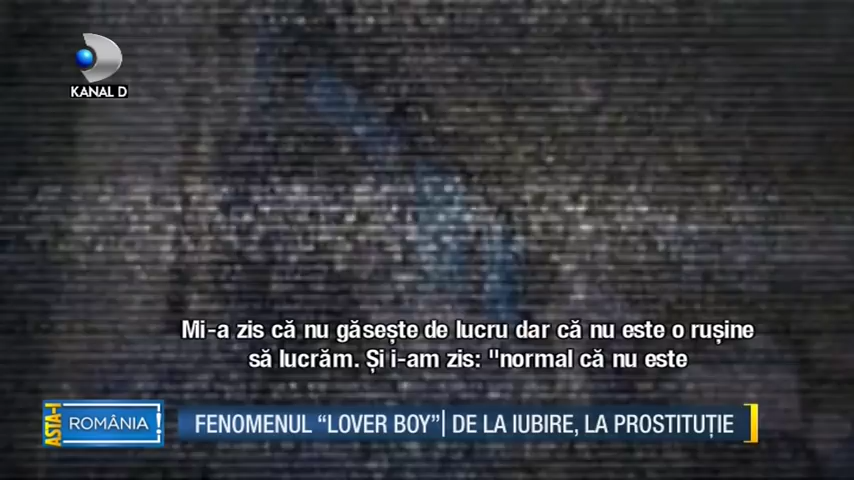 KANAL D
Mi-a zis că nu găsește de lucru dar că nu este o rușine
să lucrăm. Și i-am zis: "normal că nu este
ASTA-I
ROMÂNIA!
FENOMENUL “LOVER BOY”| DE LA IUBIRE, LA PROSTITUȚIE